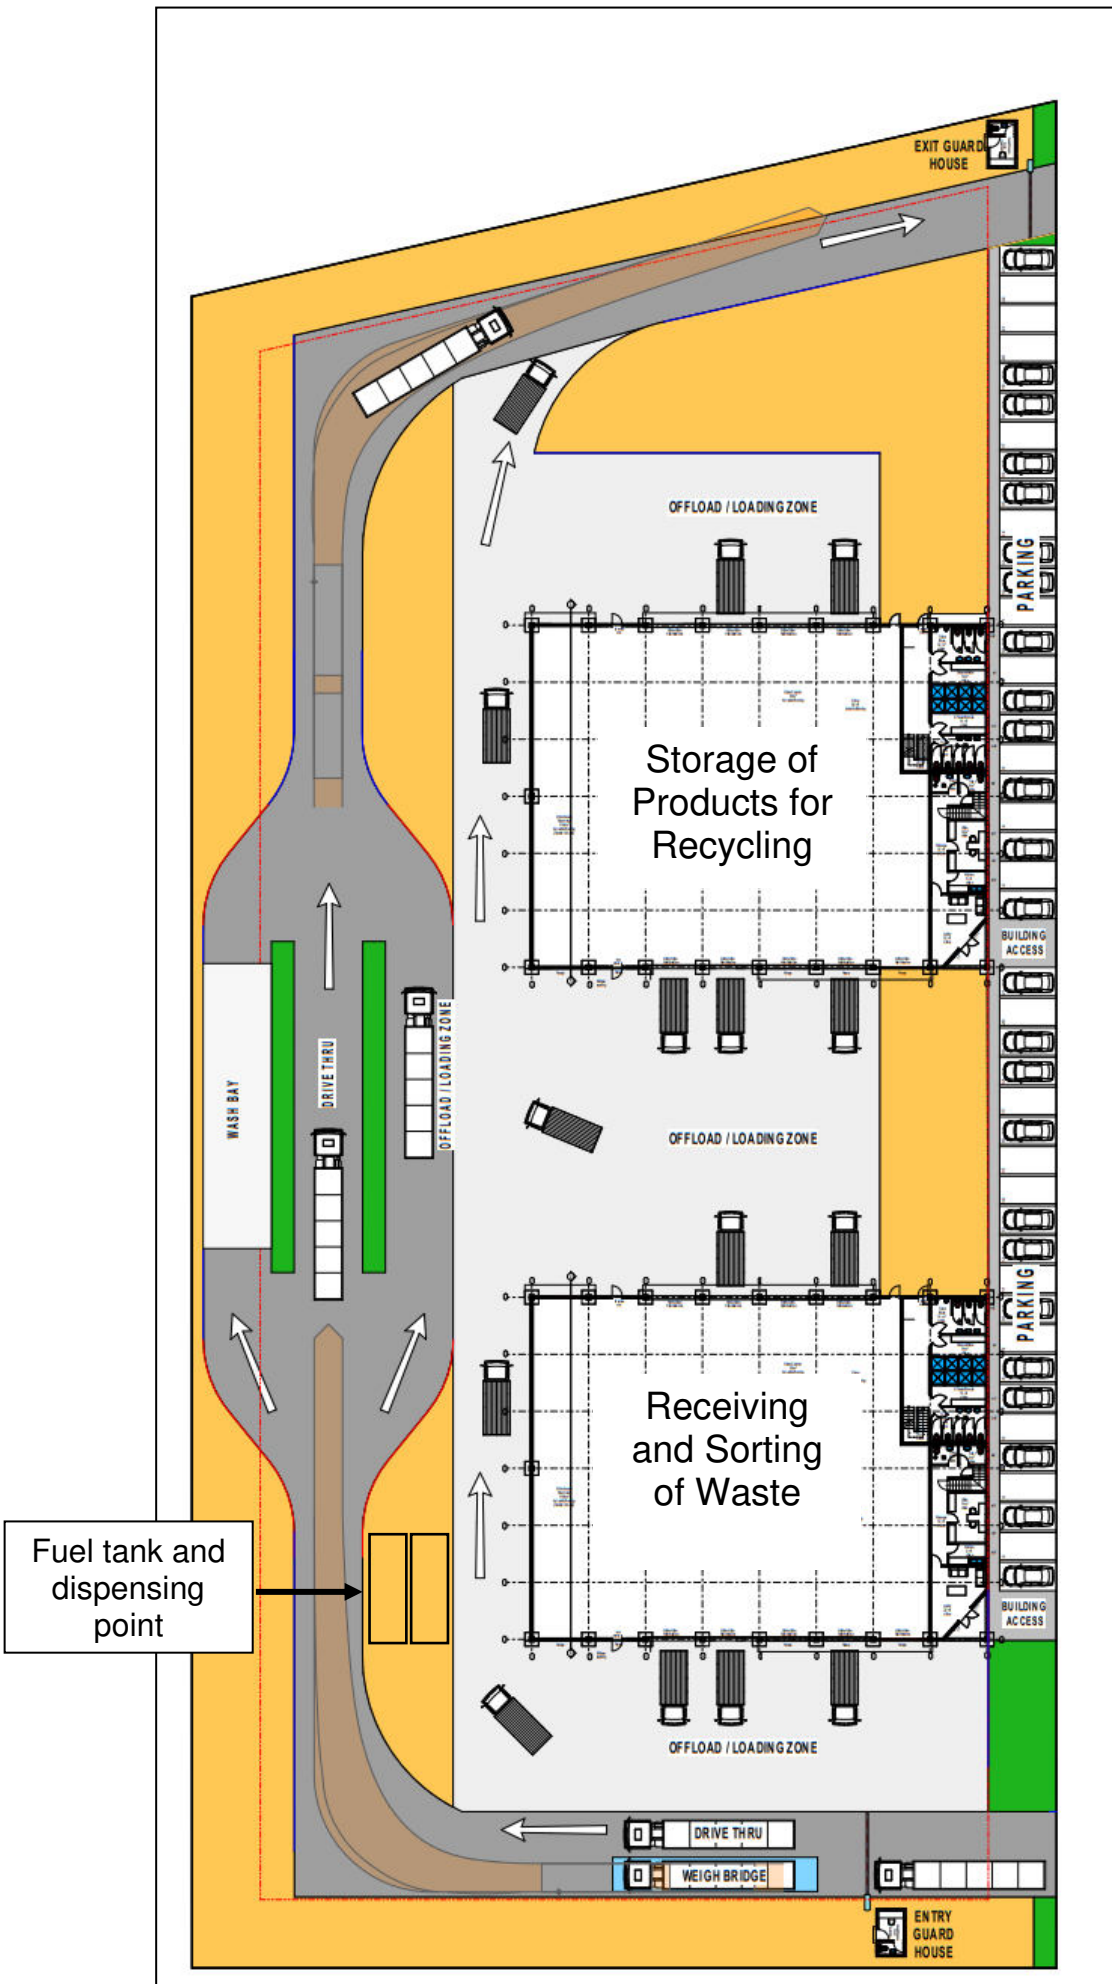 EXIT GUARD
HOUSE
OFFLOAD / LOADING ZONE
PARKING
Storage of
Products for
Recycling
BUILDING
ACCESS
WASH BAY
DRIVE THRU
OFFLOAD / LOADING ZONE
OFFLOAD / LOADING ZONE
PARKING
Receiving
and Sorting
of Waste
Fuel tank and
dispensing
point
BUILDING
ACCESS
OFFLOAD / LOADING ZONE
DRIVE THRU
WEIGH BRIDGE
ENTRY
GUARD
HOUSE